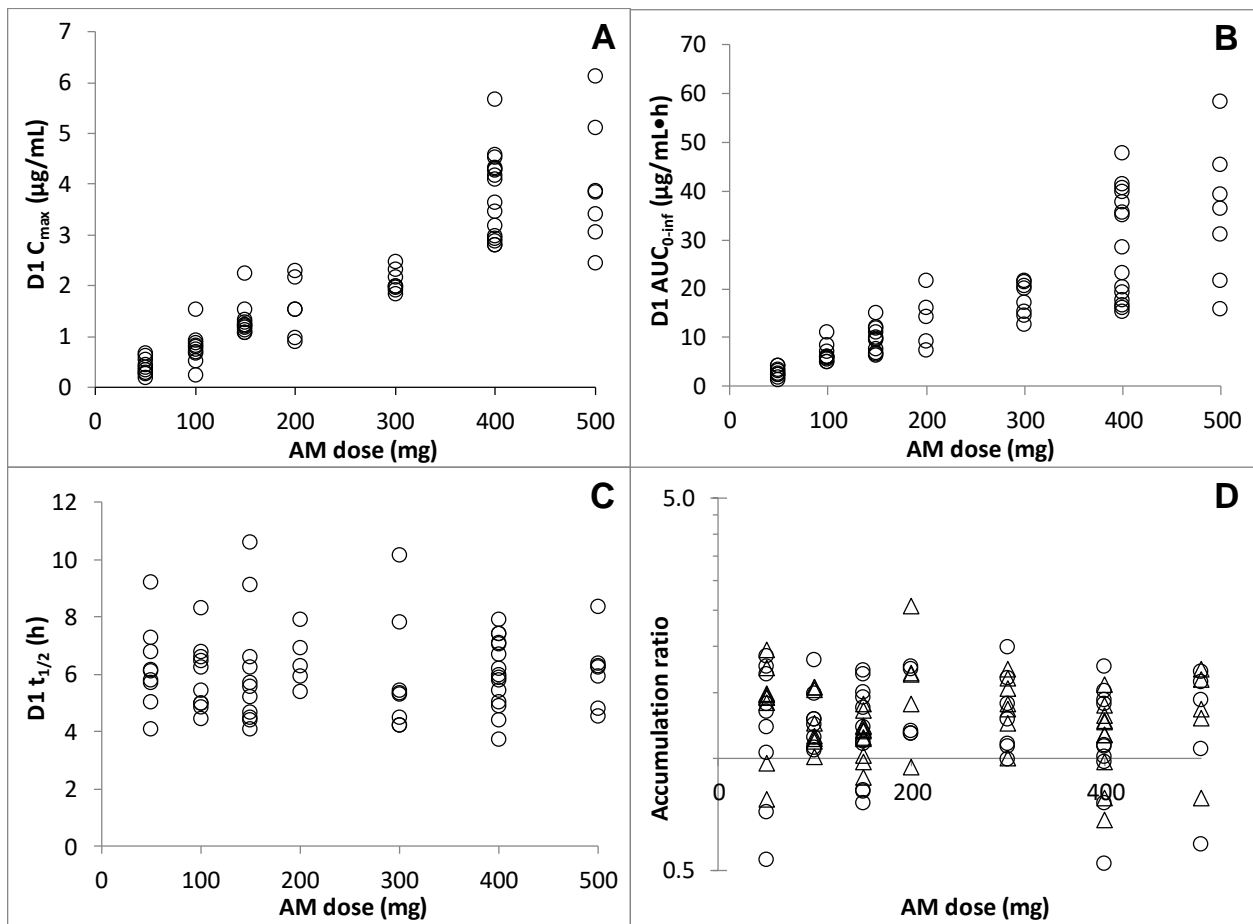 A
D1 Cmax (µg/mL)
7
6
5
4
3
2
1
0
0 100 200 300 400 500
AM dose (mg)
B
D1 AUC0-inf (µg/mL•h)
70
60
50
40
30
20
10
0
0 100 200 300 400 500
AM dose (mg)
C
D1 t1/2 (h)
12
10
8
6
4
2
0
0 100 200 300 400 500
AM dose (mg)
D
Accumulation ratio
5.0
0 200 400
0.5
AM dose (mg)